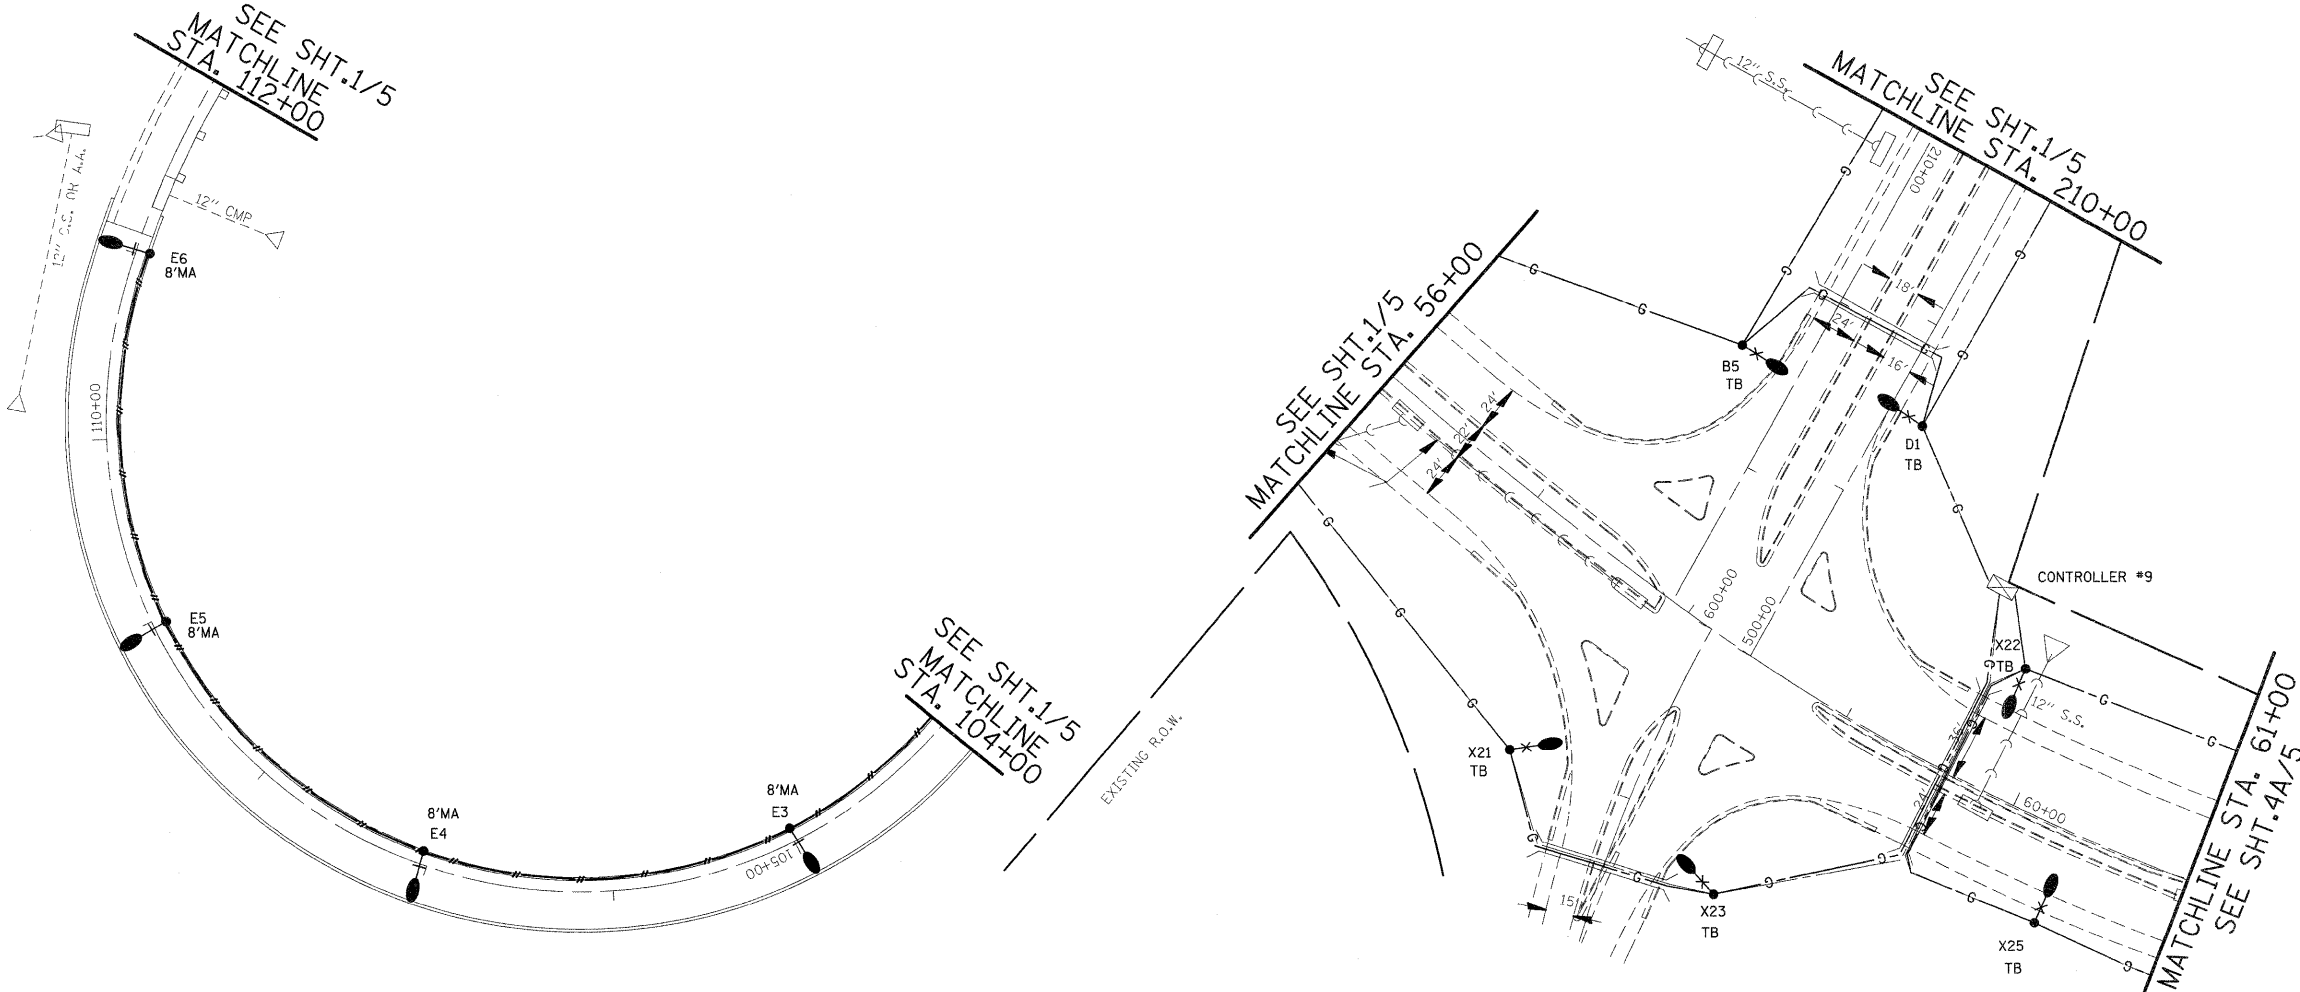 SEE SHT.1/5
MATCHLINE
STA. 112+00
12" CMP
E6
8'MA
110+00
E5
8'MA
8'MA
E4
8'MA
E3
105+00
SEE SHT.1/5
MATCHLINE
STA. 104+00
EXISTING R.O.W.
SEE SHT.1/5
MATCHLINE STA. 56+00
24'
22'
24'
12" S.S.
SEE SHT.1/5
MATCHLINE STA. 210+00
210+00
18'
24'
16'
B5
TB
D1
TB
600+00
500+00
CONTROLLER #9
X22
TB
12" S.S.
36'
24'
60+00
X21
TB
15'
X23
TB
X25
TB
MATCHLINE STA. 61+00
SEE SHT.4A/5